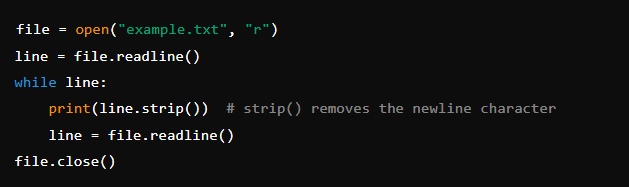 file = open("example.txt", "r")
line = file.readline()
while line:
    print(line.strip())  # strip() removes the newline character
    line = file.readline()
file.close()